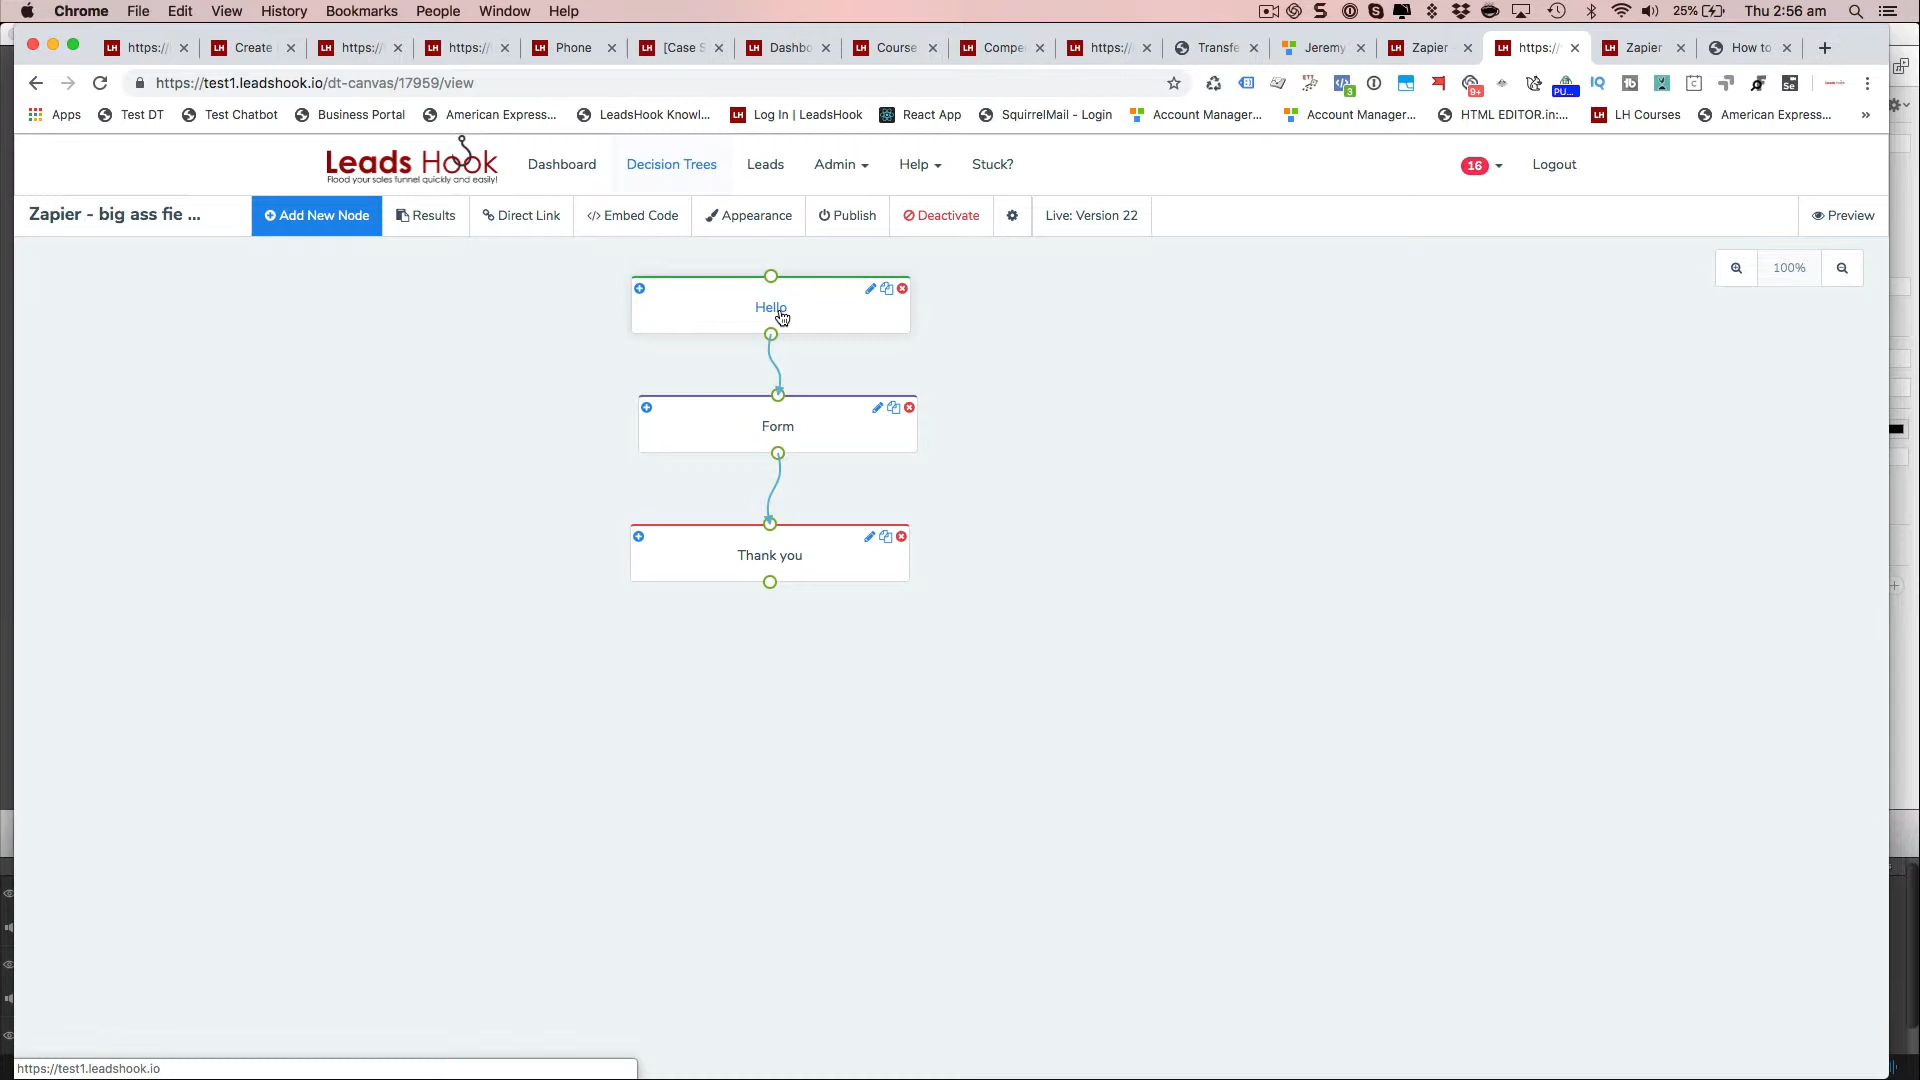 Chrome File Edit View History Bookmarks People Window Help 25% Thu 2:56 am
https:/ Create https:/ https:/ Phone [Case S Dashbo Course Compe https:/ Transfe Jeremy Zapier https:/ Zapier How to
https://test1.leadshook.io/dt-canvas/17959/view 3 9+ PU...
Apps Test DT Test Chatbot Business Portal American Express... LeadsHook Knowl... Log In | LeadsHook React App SquirrelMail - Login Account Manager... Account Manager... HTML EDITOR.in:... LH Courses American Express... »
Leads Hook
Flood your sales funnel quickly and easily!
Dashboard Decision Trees Leads Admin Help Stuck? 16 Logout
Zapier - big ass fie ... Add New Node Results Direct Link </> Embed Code Appearance Publish Deactivate Live: Version 22 Preview
100%
Hello
Form
Thank you
https://test1.leadshook.io